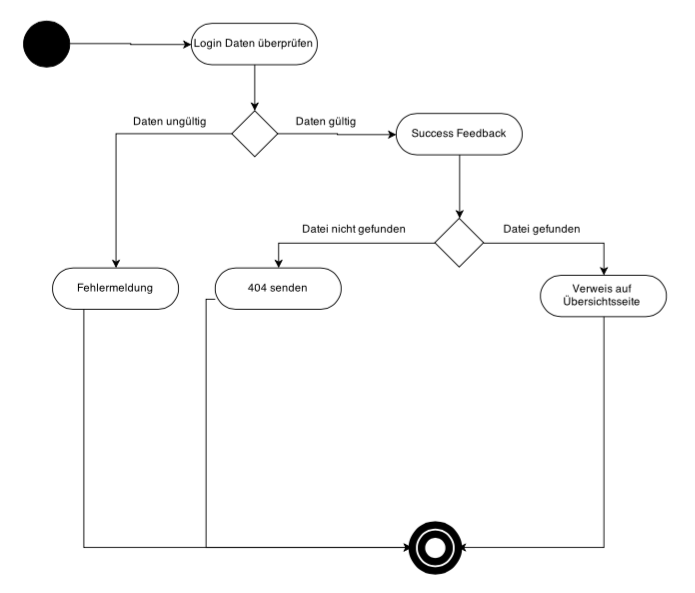 Login Daten überprüfen
Daten ungültig
Daten gültig
Success Feedback
Datei nicht gefunden
Datei gefunden
Fehlermeldung
404 senden
Verweis auf
Übersichtsseite